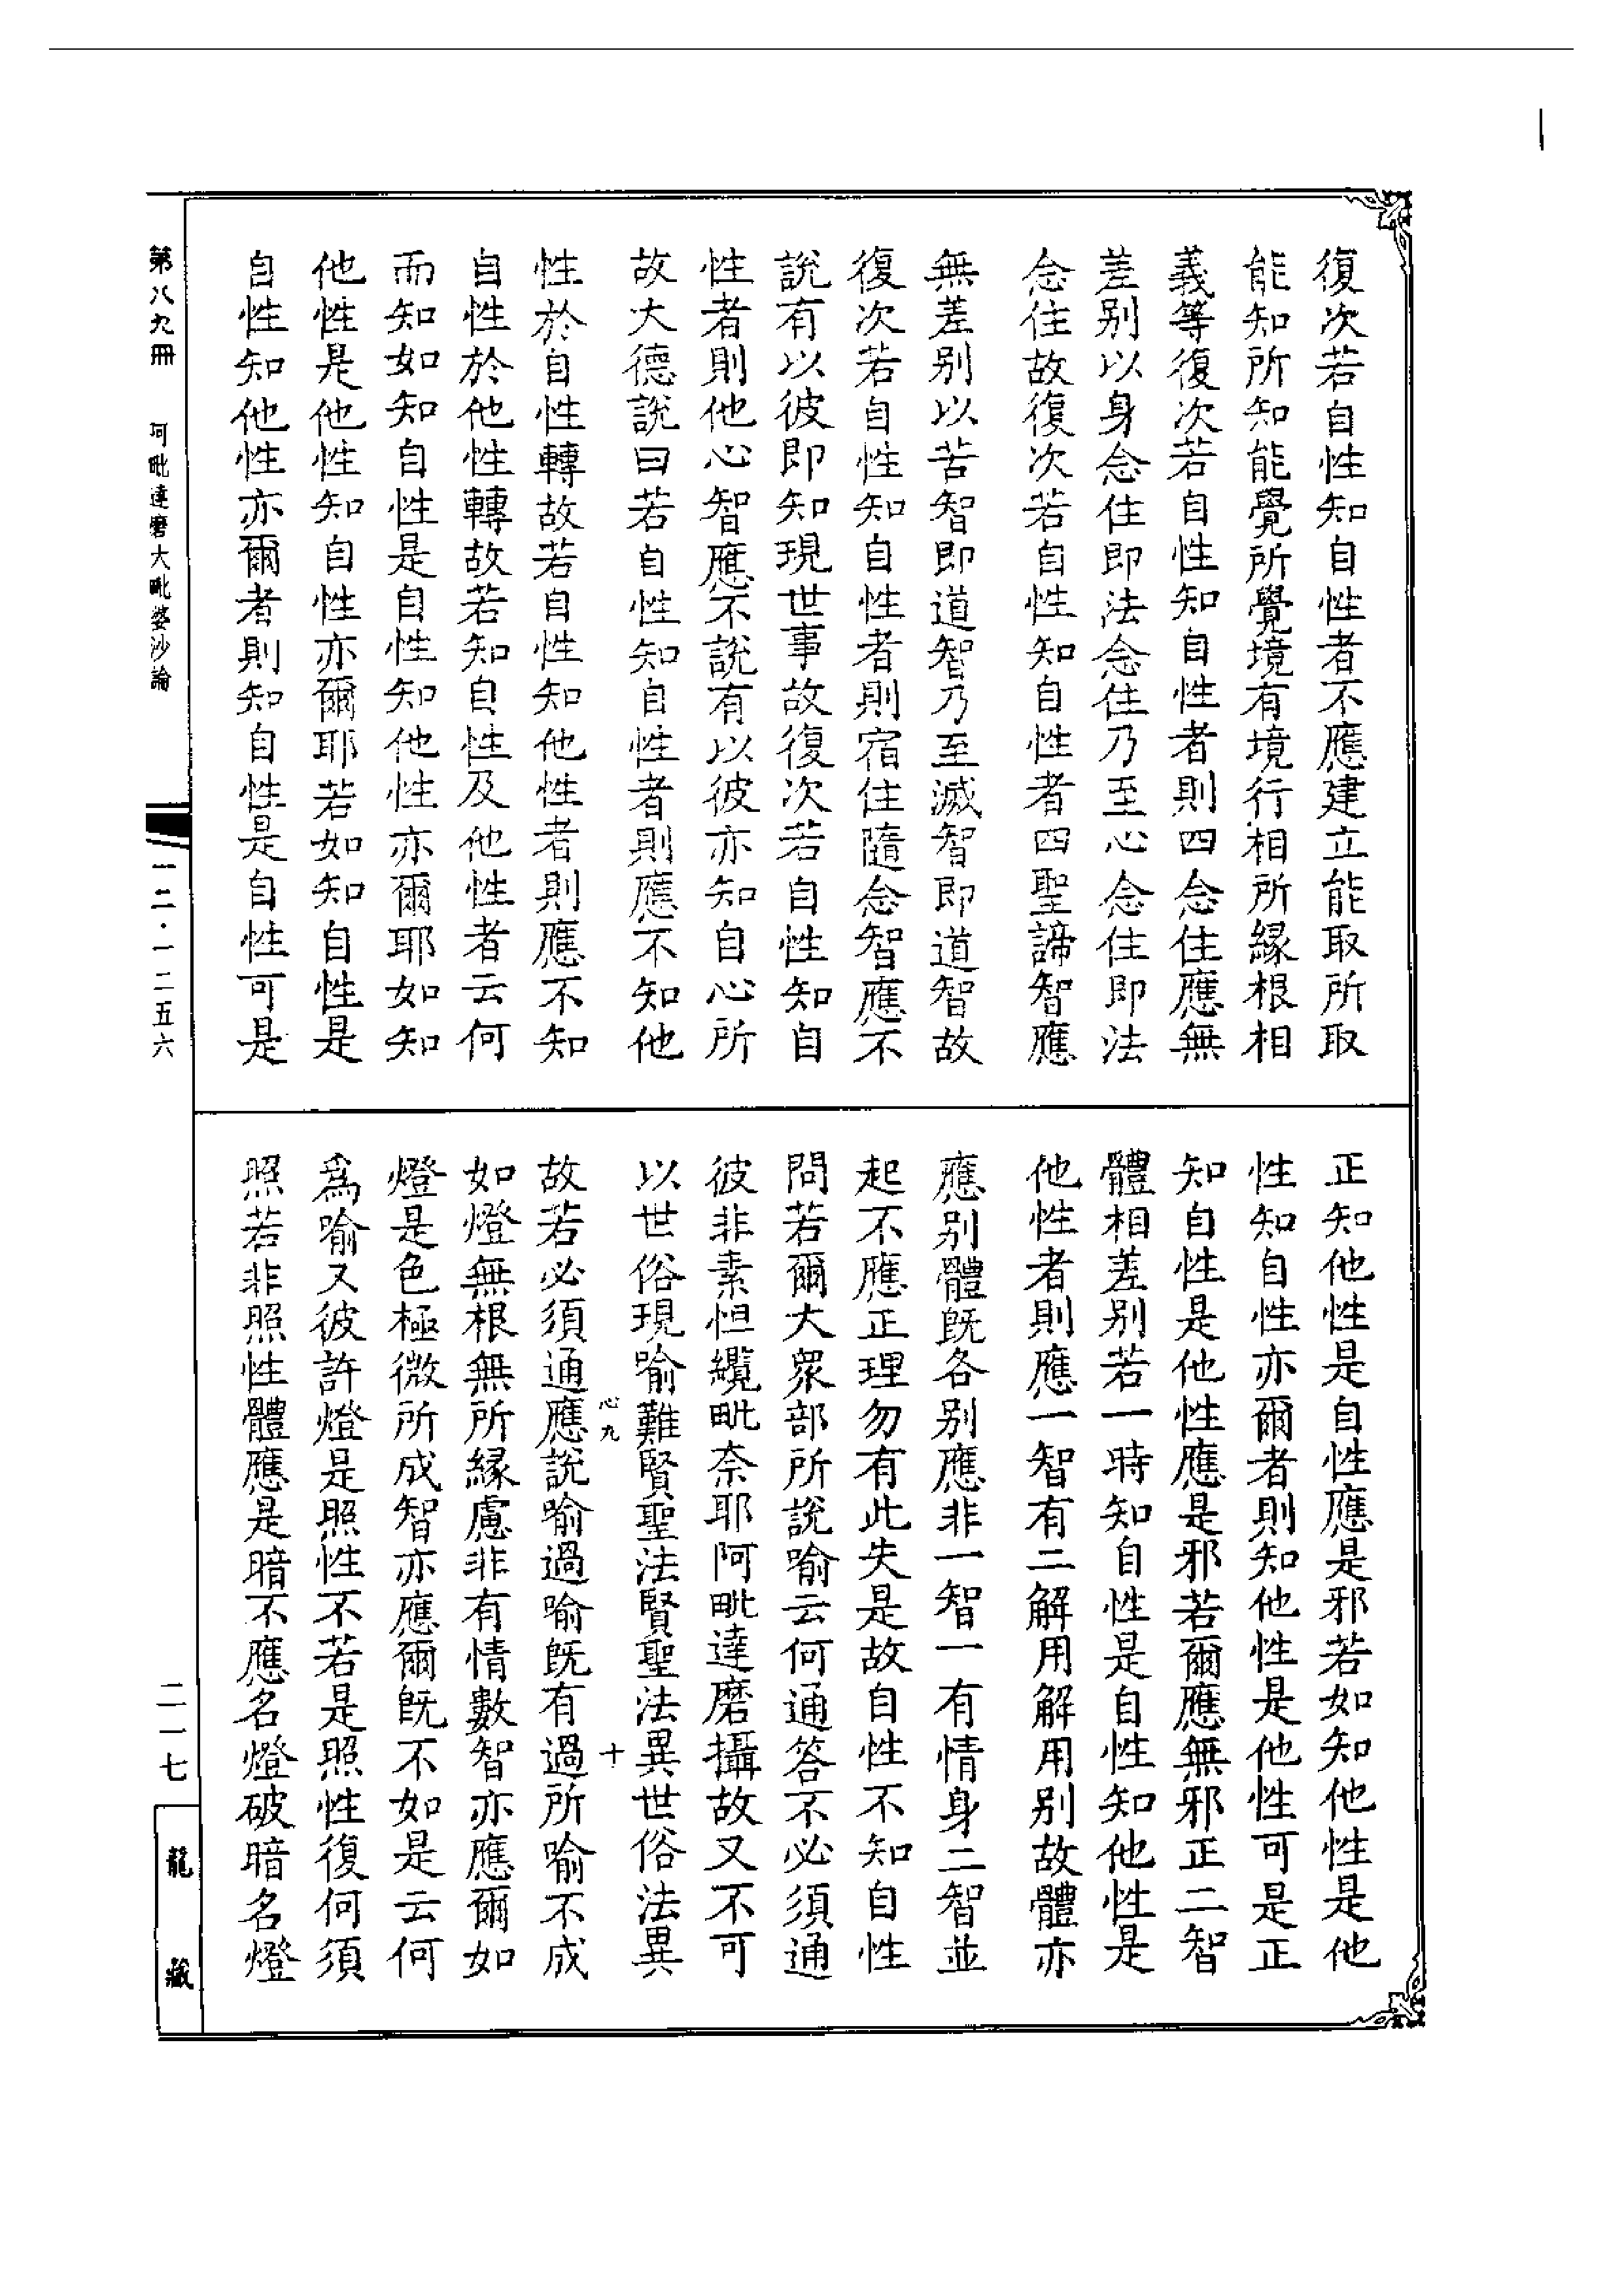 復次若自性知自性者不應建立能取所取
能知所知能覺所覺境有境行相所緣根相
義等復次若自性知自性者則四念住應無
差别以身念住即法念住乃至心念住即法
念住故復次若自性知自性者四聖諦智應
無差别以苦智即道智乃至滅智即道智故
復次若自性知自性者則宿住隨念智應不
說有以彼即知現世事故復次若自性知自
性者則他心智應不說有以彼亦知自心所
故大德說曰若自性知自性者則應不知他
性於自性轉故若自性知他性者則應不知
自性於他性轉故若知自性及他性者云何
而知如知自性是自性知他性亦爾耶如知
他性是他性知自性亦爾耶若如知自性是
自性知他性亦爾者則知自性是自性可是
正知他性是自性應是邪若如知他性是他
性知自性亦爾者則知他性是他性可是正
知自性是他性應是邪若爾應無邪正二智
體相差别若一時知自性是自性知他性是
他性者則應一智有二解用解用别故體亦
應别體既各别應非一智一有情身二智並
起不應正理勿有此失是故自性不知自性
問若爾大衆部所說喻云何通答不必須通
彼非素怛纜毗奈耶阿毗達磨攝故又不可
以世俗現喻難賢聖法賢聖法異世俗法異
心九
十
故若必須通應說喻過喻既有過所喻不成
如燈無根無所緣慮非有情數智亦應爾如
燈是色極微所成智亦應爾既不如是云何
爲喻又彼許燈是照性不若是照性復何須
照若非照性體應是暗不應名燈破暗名燈
第八九冊
阿毗達磨大毗婆沙論
一二·一二五六
二一七
龍藏